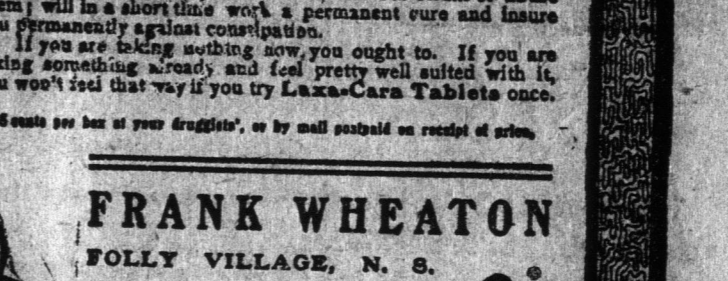 will in a short time work a permanent cure and insure
permanently against constipation.
If you are taking nothing now, you ought to. If you are
something already and feel pretty well suited with it,
won't feel that way if you try Laxa-Cara Tablets once.
cents per box at your druggists', or by mail postpaid on receipt of price.
FRANK WHEATON
FOLLY VILLAGE, N. S.